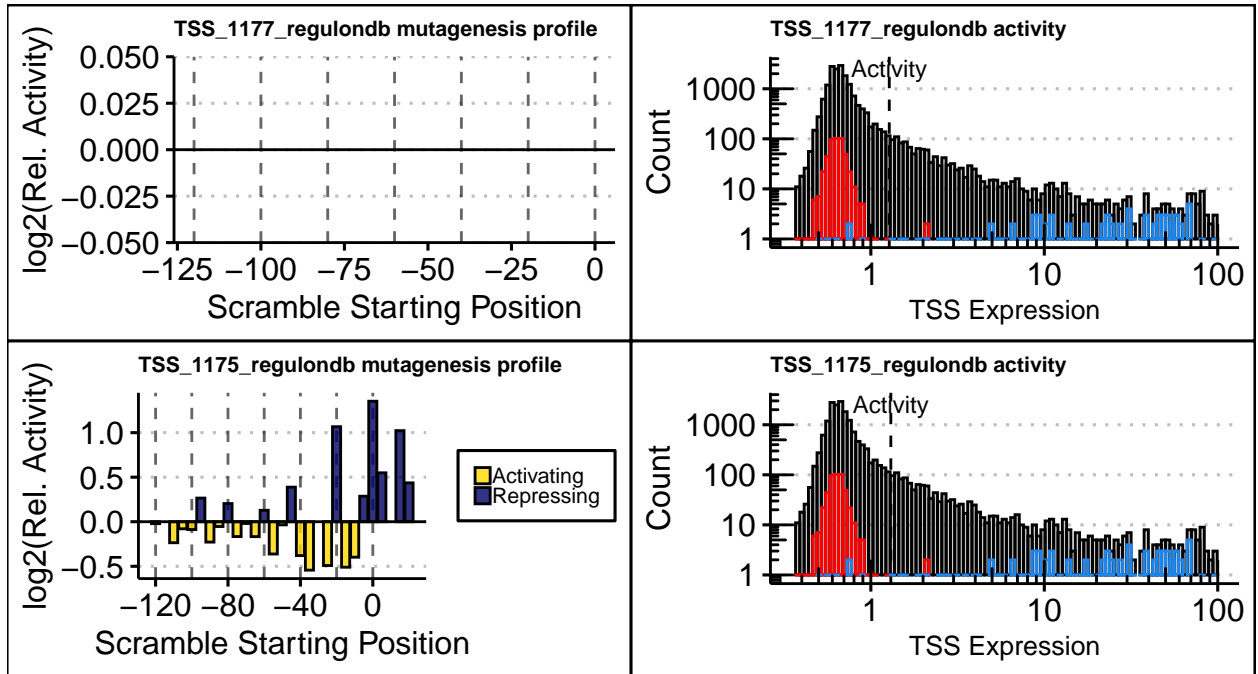 TSS_1177_regulondb mutagenesis profile
log2(Rel. Activity)
0.050
0.025
0.000
−0.025
−0.050
−125 −100 −75 −50 −25 0
Scramble Starting Position
TSS_1177_regulondb activity
Activity
Count
1000
100
10
1
1 10 100
TSS Expression
TSS_1175_regulondb mutagenesis profile
log2(Rel. Activity)
1.0
0.5
0.0
−0.5
−120 −80 −40 0
Scramble Starting Position
Activating
Repressing
TSS_1175_regulondb activity
Activity
Count
1000
100
10
1
1 10 100
TSS Expression